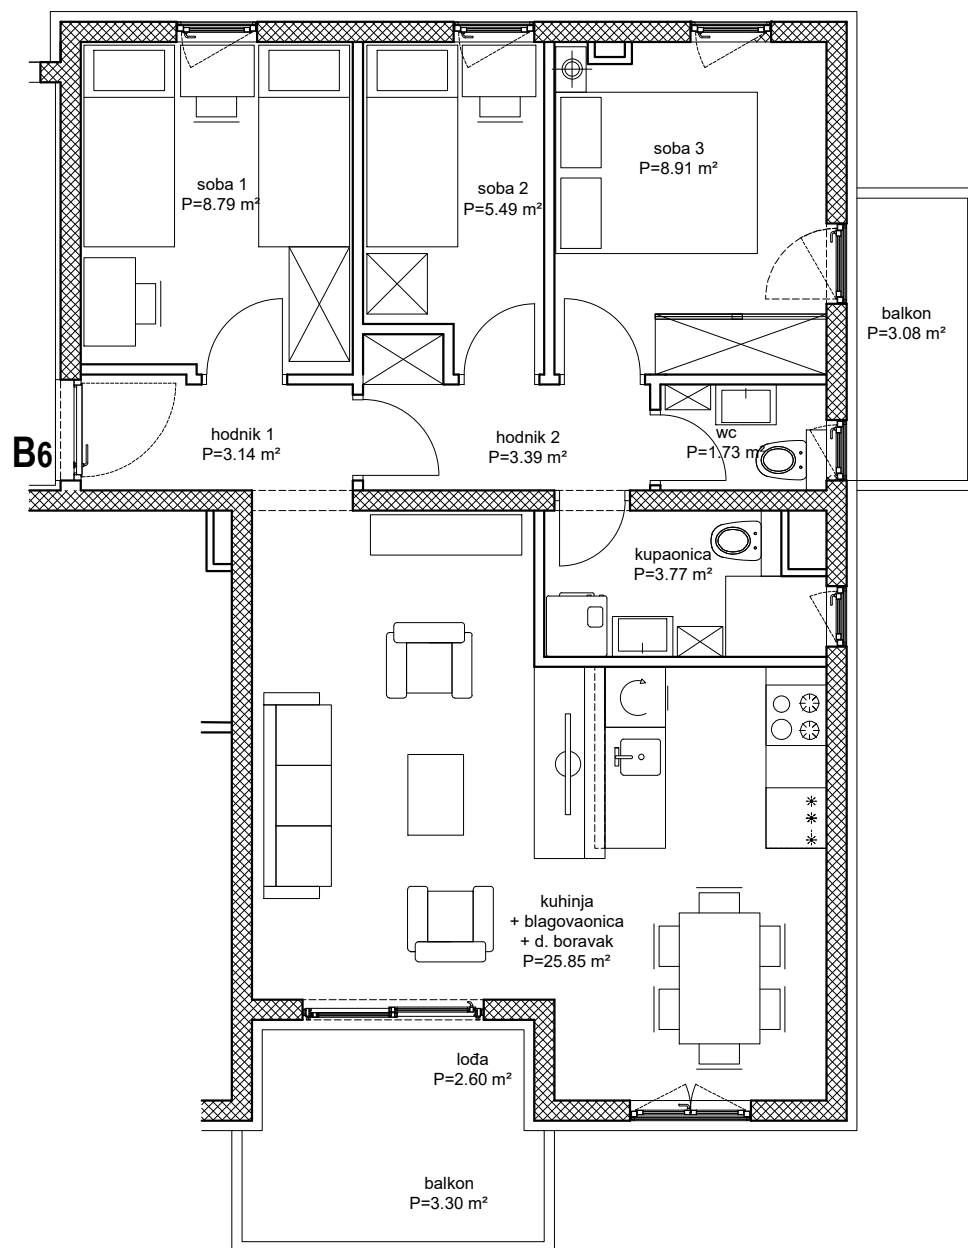 soba 1
P=8.79 m²
soba 2
P=5.49 m²
soba 3
P=8.91 m²
balkon
P=3.08 m²
B6
hodnik 1
P=3.14 m²
hodnik 2
P=3.39 m²
wc
P=1.73 m²
kupaonica
P=3.77 m²
kuhinja
+ blagovaonica
+ d. boravak
P=25.85 m²
lođa
P=2.60 m²
balkon
P=3.30 m²